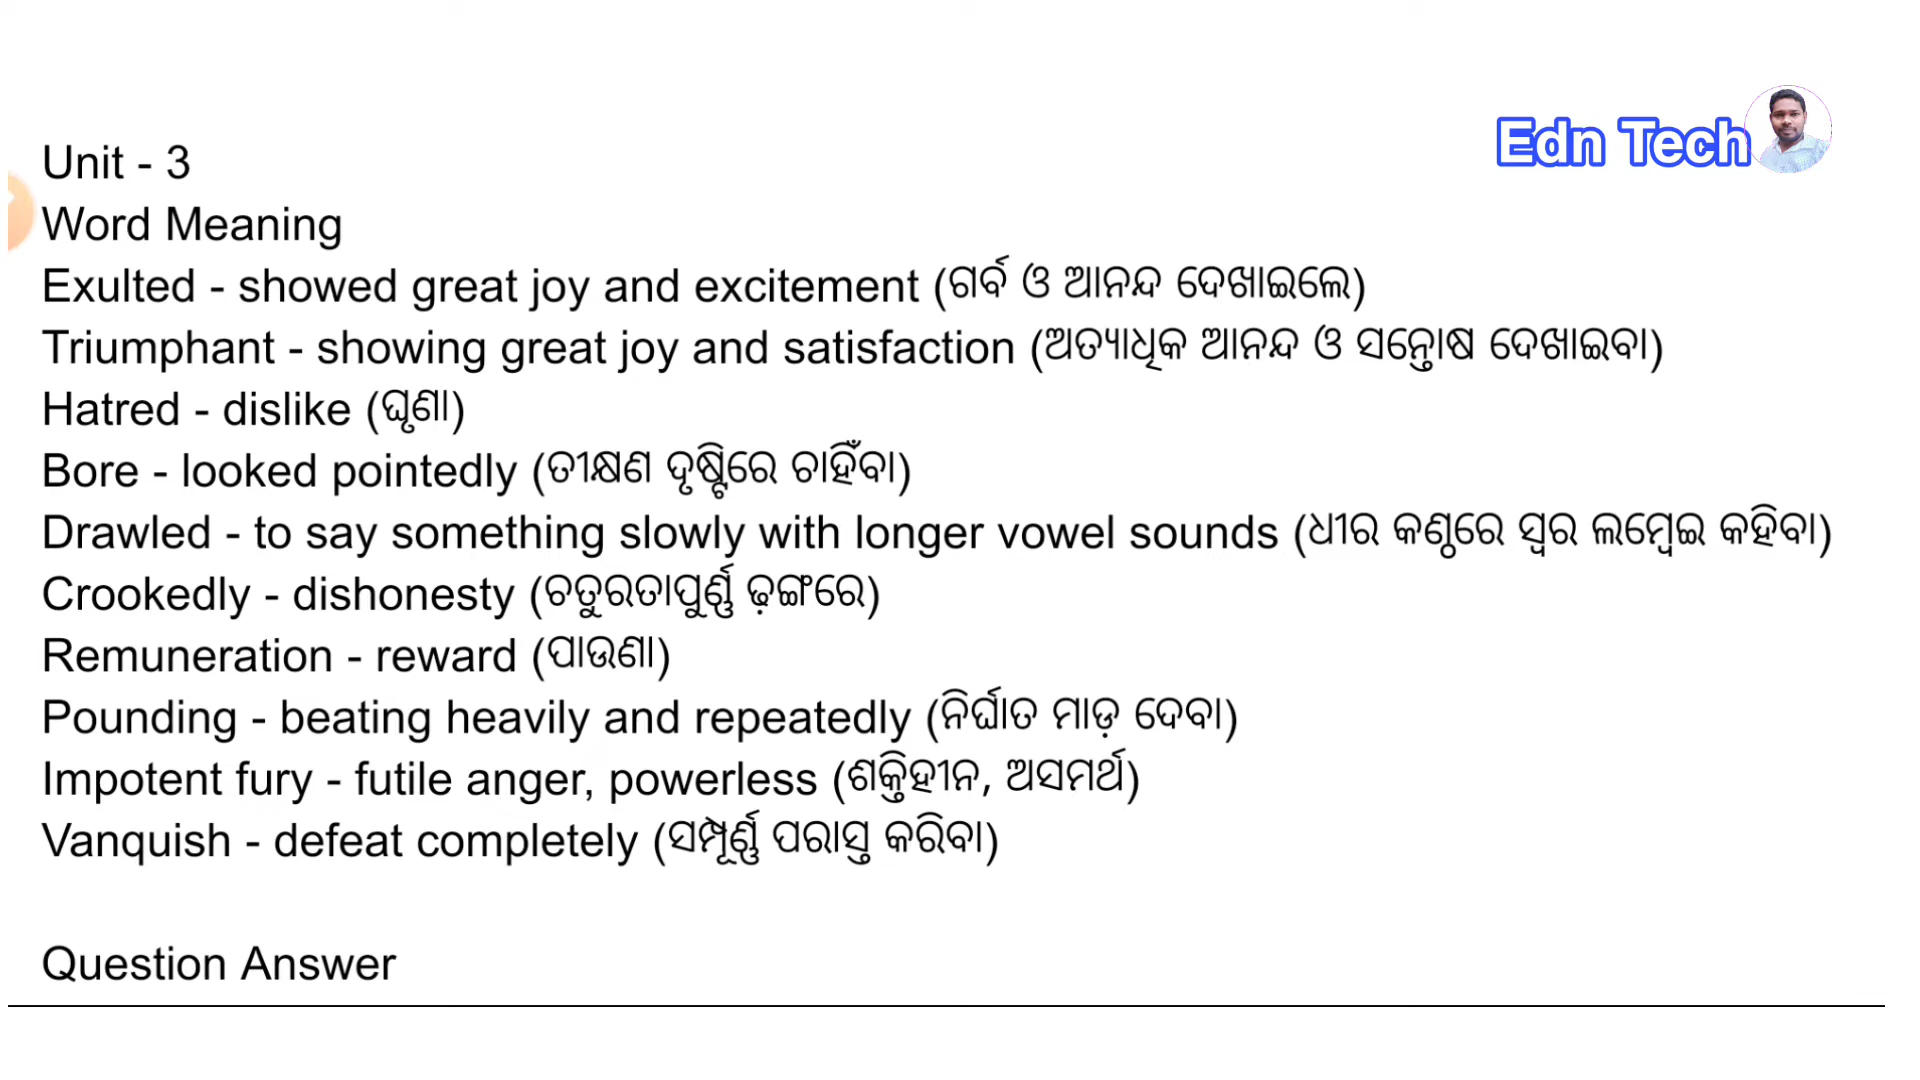 Edn Tech
Unit - 3
Word Meaning
Exulted - showed great joy and excitement (ଗର୍ବ ଓ ଆନନ୍ଦ ଦେଖାଇଲେ)
Triumphant - showing great joy and satisfaction (ଅତ୍ୟାଧିକ ଆନନ୍ଦ ଓ ସନ୍ତୋଷ ଦେଖାଇବା)
Hatred - dislike (ଘୃଣା)
Bore - looked pointedly (ତୀକ୍ଷଣ ଦୃଷ୍ଟିରେ ଚାହିଁବା)
Drawled - to say something slowly with longer vowel sounds (ଧୀର କଣ୍ଠରେ ସ୍ୱର ଲମ୍ବେଇ କହିବା)
Crookedly - dishonesty (ଚତୁରତାପୁର୍ଣ୍ଣ ଢ଼ଙ୍ଗରେ)
Remuneration - reward (ପାଉଣା)
Pounding - beating heavily and repeatedly (ନିର୍ଘାତ ମାଡ଼ ଦେବା)
Impotent fury - futile anger, powerless (ଶକ୍ତିହୀନ, ଅସମର୍ଥ)
Vanquish - defeat completely (ସମ୍ପୂର୍ଣ୍ଣ ପରାସ୍ତ କରିବା)
Question Answer